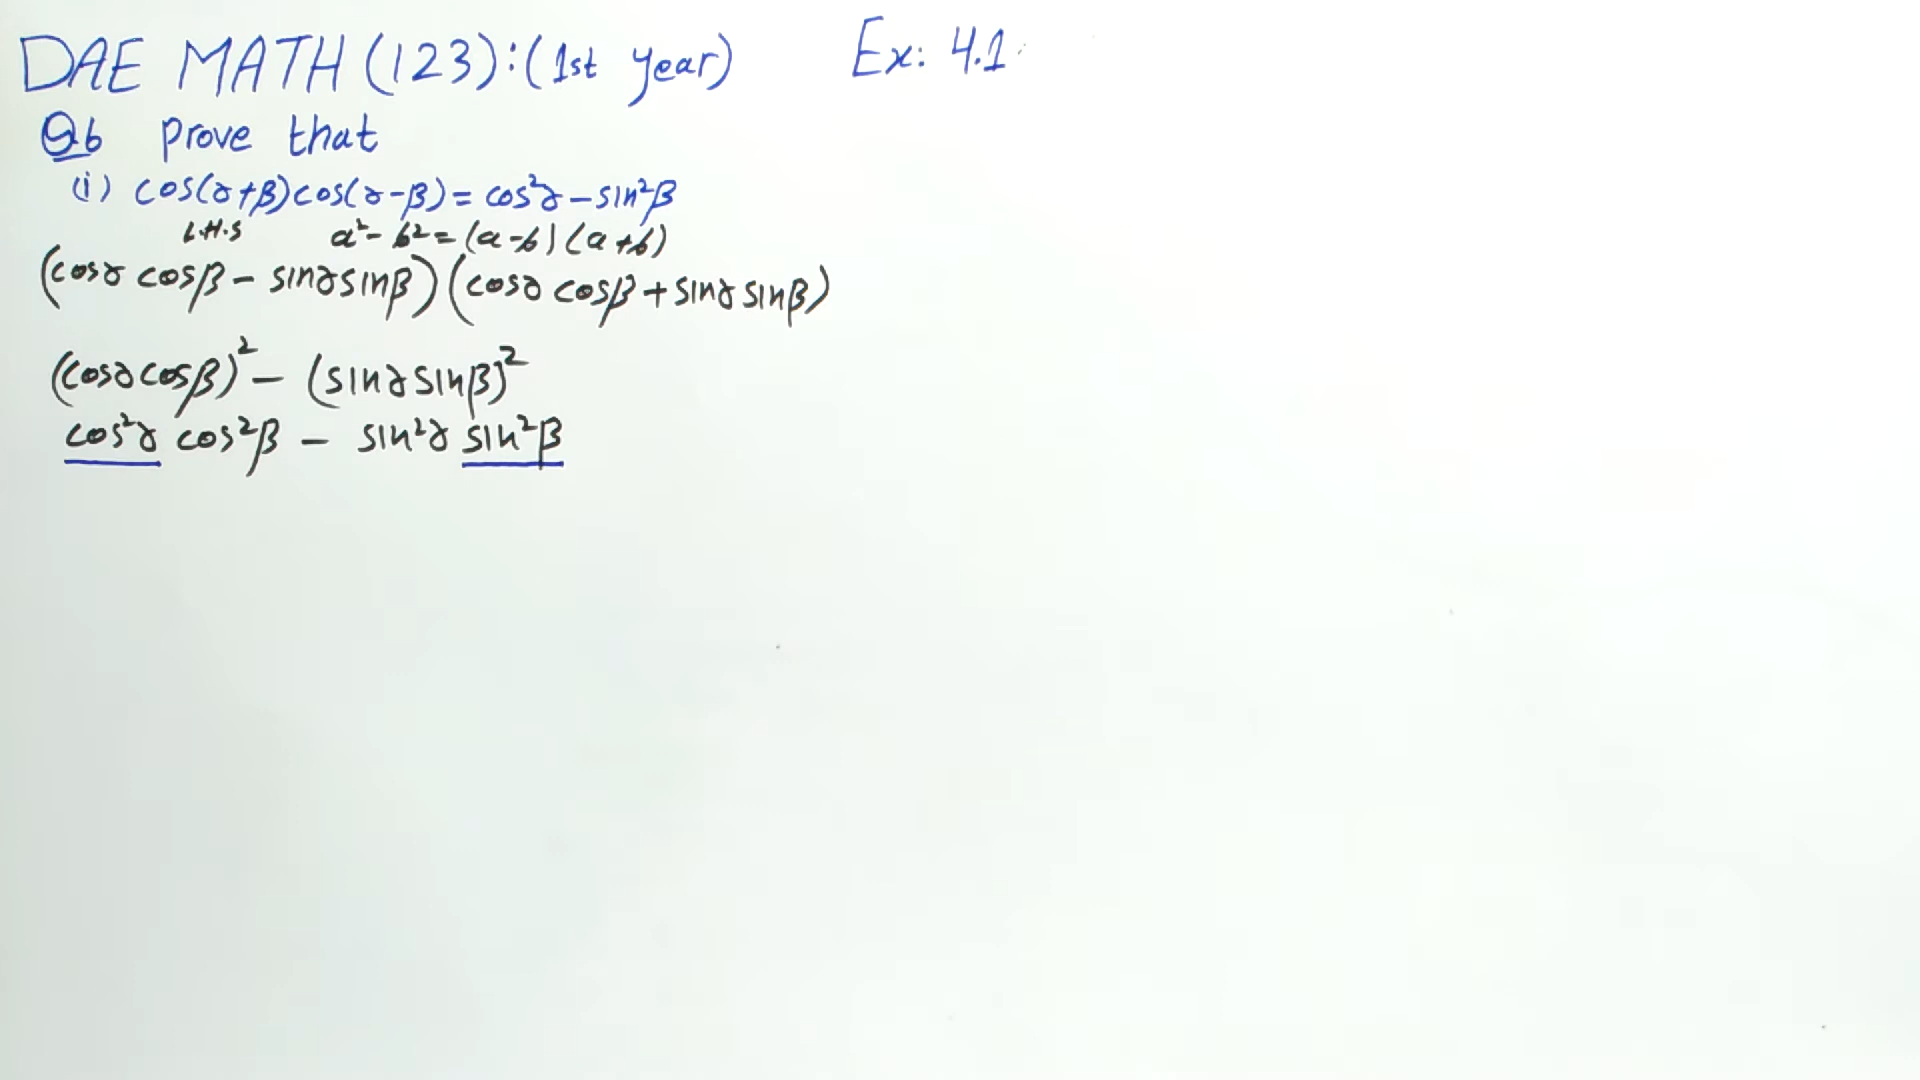 DAE MATH (123):(1st year) Ex: 4.1
Q6 prove that
(i) cos(α+β)cos(α-β)= cos²α-sin²β
L.H.S a²-b²=(a-b)(a+b)
(cosα cosβ - sinα sinβ)(cosα cosβ + sinα sinβ)
(cosα cosβ)² - (sinα sinβ)²
cos²α cos²β - sin²α sin²β